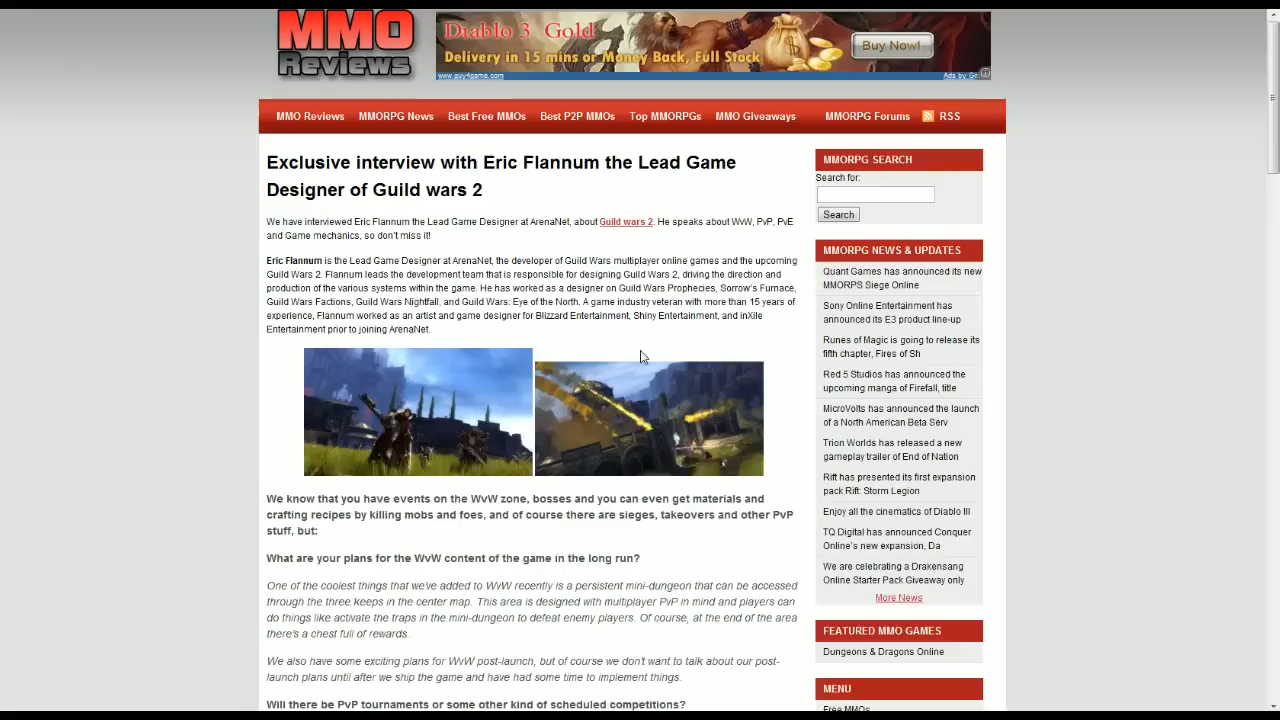 MMO
Reviews
Diablo 3 Gold
Delivery in 15 mins or Money Back, Full Stock
Buy Now!
www.guy4game.com
Ads by Go
MMO Reviews MMORPG News Best Free MMOs Best P2P MMOs Top MMORPGs MMO Giveaways MMORPG Forums RSS
Exclusive interview with Eric Flannum the Lead Game
Designer of Guild wars 2
We have interviewed Eric Flannum the Lead Game Designer at ArenaNet, about Guild wars 2. He speaks about WvW, PvP, PvE
and Game mechanics, so don't miss it!
Eric Flannum is the Lead Game Designer at ArenaNet, the developer of Guild Wars multiplayer online games and the upcoming
Guild Wars 2. Flannum leads the development team that is responsible for designing Guild Wars 2, driving the direction and
production of the various systems within the game. He has worked as a designer on Guild Wars Prophecies, Sorrow's Furnace,
Guild Wars Factions, Guild Wars Nightfall, and Guild Wars: Eye of the North. A game industry veteran with more than 15 years of
experience, Flannum worked as an artist and game designer for Blizzard Entertainment, Shiny Entertainment, and inXile
Entertainment prior to joining ArenaNet.
We know that you have events on the WvW zone, bosses and you can even get materials and
crafting recipes by killing mobs and foes, and of course there are sieges, takeovers and other PvP
stuff, but:
What are your plans for the WvW content of the game in the long run?
One of the coolest things that we've added to WvW recently is a persistent mini-dungeon that can be accessed
through the three keeps in the center map. This area is designed with multiplayer PvP in mind and players can
do things like activate the traps in the mini-dungeon to defeat enemy players. Of course, at the end of the area
there's a chest full of rewards.
We also have some exciting plans for WvW post-launch, but of course we don't want to talk about our post-
launch plans until after we ship the game and have had some time to implement things.
Will there be PvP tournaments or some other kind of scheduled competitions?
MMORPG SEARCH
Search for:
Search
MMORPG NEWS & UPDATES
Quant Games has announced its new
MMORPS Siege Online
Sony Online Entertainment has
announced its E3 product line-up
Runes of Magic is going to release its
fifth chapter, Fires of Sh
Red 5 Studios has announced the
upcoming manga of Firefall, title
MicroVolts has announced the launch
of a North American Beta Serv
Trion Worlds has released a new
gameplay trailer of End of Nation
Rift has presented its first expansion
pack Rift: Storm Legion
Enjoy all the cinematics of Diablo III
TQ Digital has announced Conquer
Online's new expansion, Da
We are celebrating a Drakensang
Online Starter Pack Giveaway only
More News
FEATURED MMO GAMES
Dungeons & Dragons Online
MENU
Free MMOs